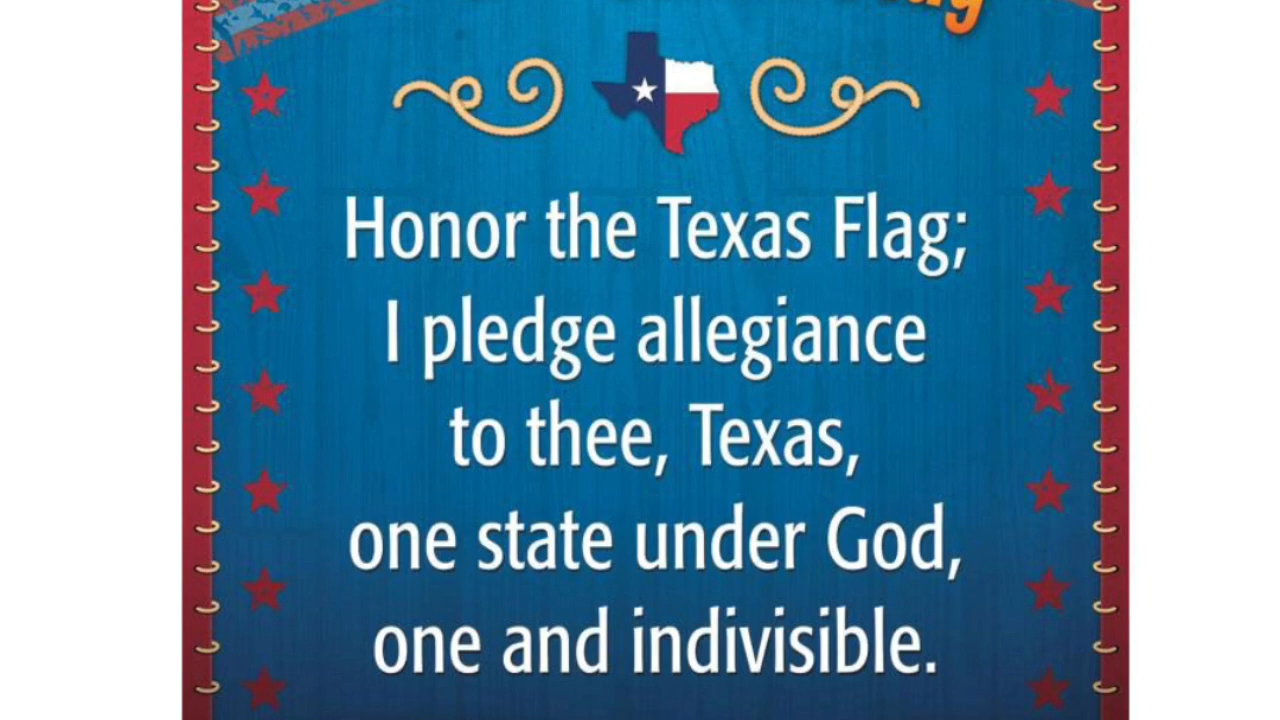 Honor the Texas Flag;
I pledge allegiance
to thee, Texas,
one state under God,
one and indivisible.